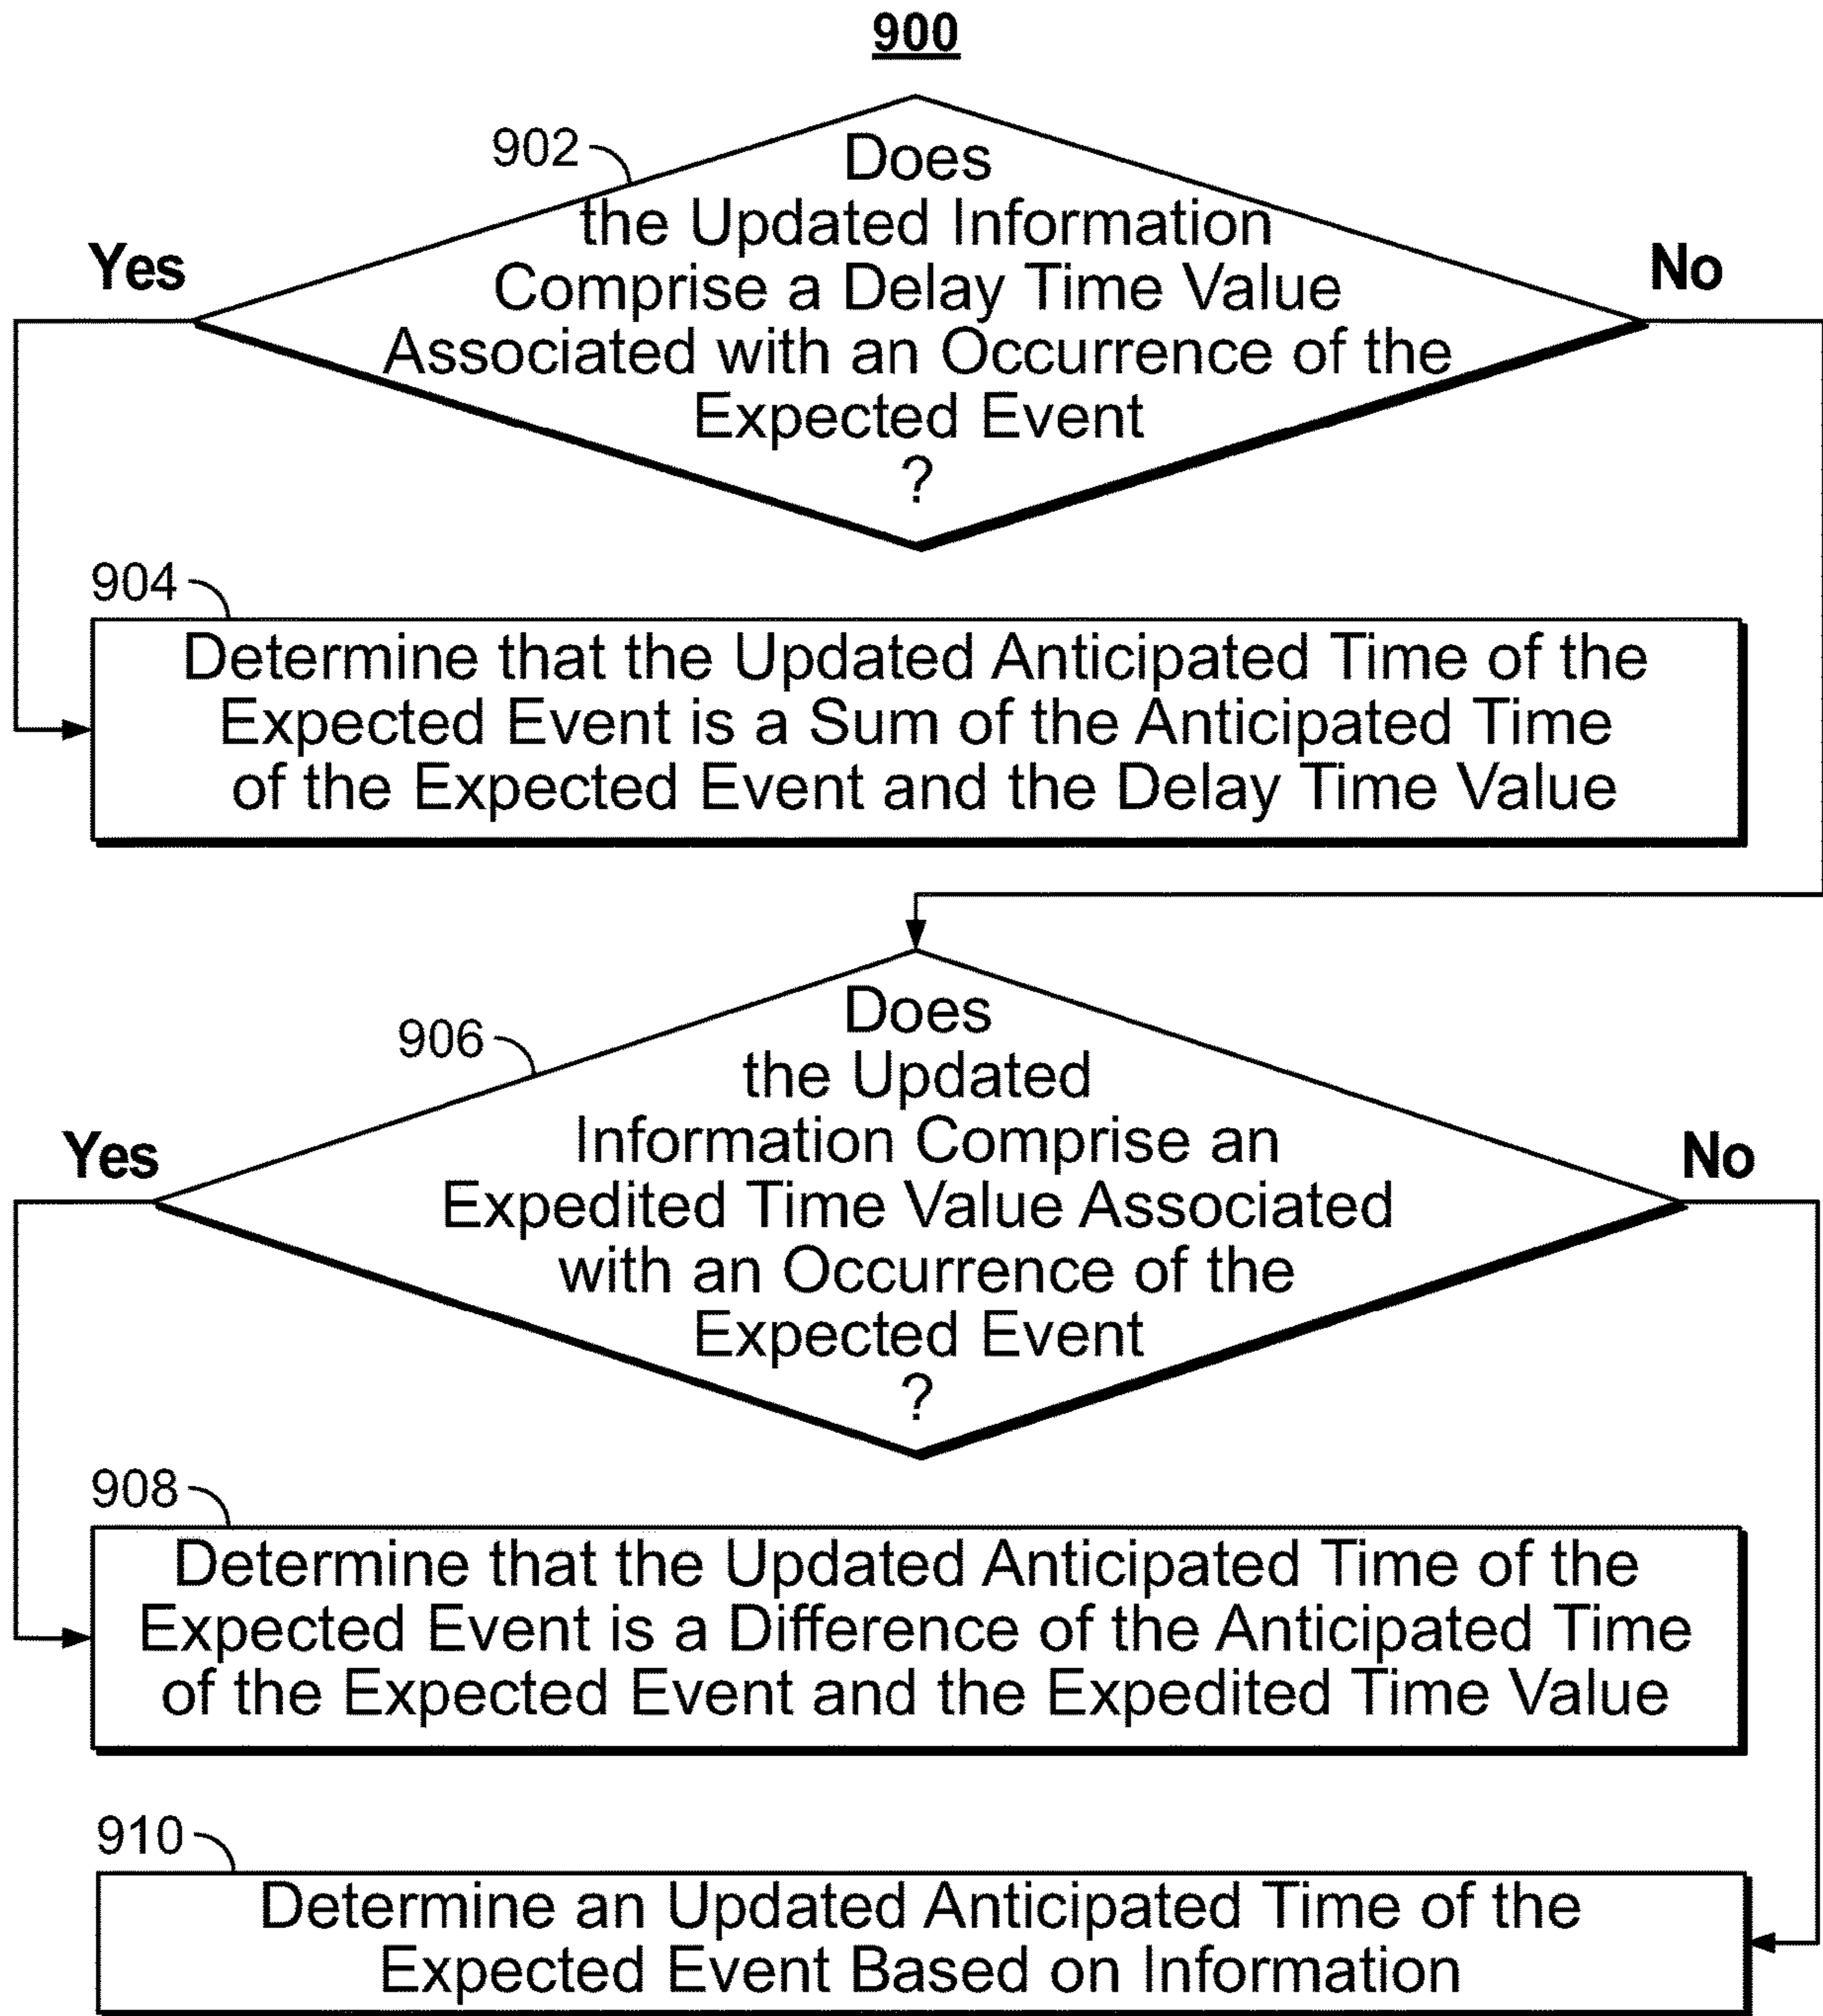 900
902
Does
the Updated Information
Comprise a Delay Time Value
Associated with an Occurrence of the
Expected Event
?
Yes
No
904
Determine that the Updated Anticipated Time of the
Expected Event is a Sum of the Anticipated Time
of the Expected Event and the Delay Time Value
906
Does
the Updated
Information Comprise an
Expedited Time Value Associated
with an Occurrence of the
Expected Event
?
Yes
No
908
Determine that the Updated Anticipated Time of the
Expected Event is a Difference of the Anticipated Time
of the Expected Event and the Expedited Time Value
910
Determine an Updated Anticipated Time of the
Expected Event Based on Information